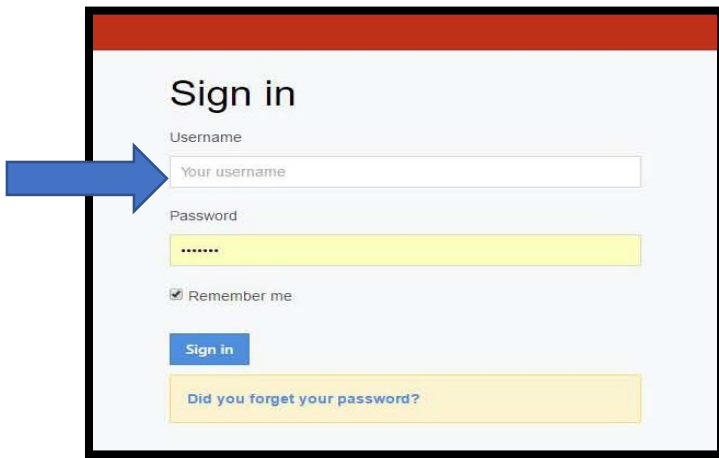 Sign in
Username
Your username
Password
•••••••
Remember me
Sign in
Did you forget your password?